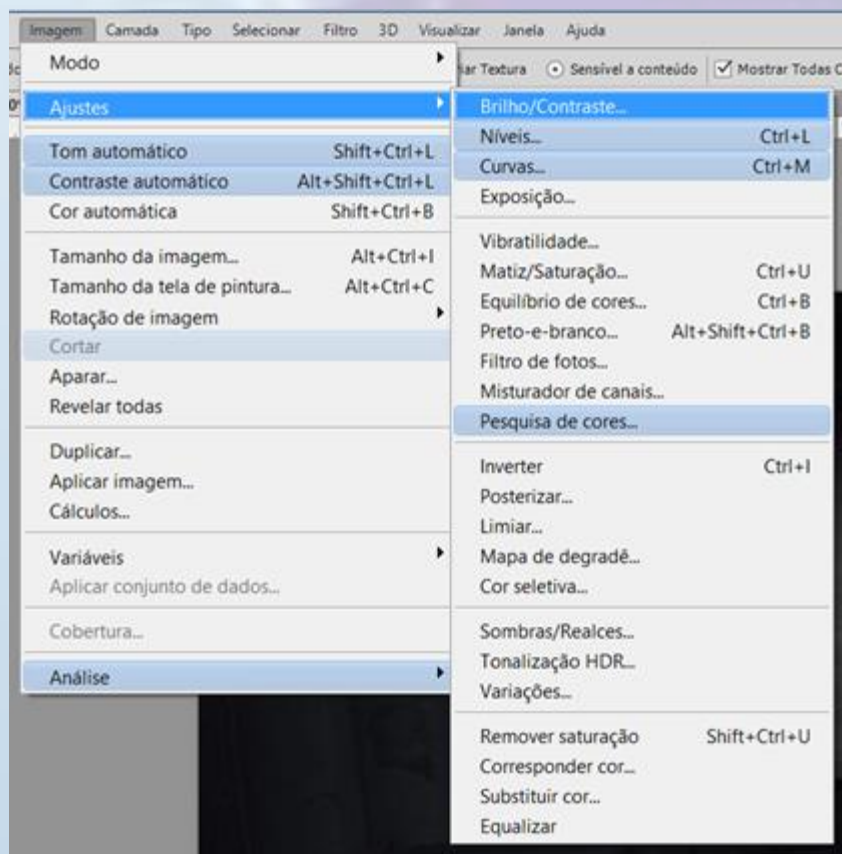 Imagem Camada Tipo Selecionar Filtro 3D Visualizar Janela Ajuda
Textura Sensível a conteúdo Mostrar Todas
Modo
Ajustes
Tom automático Shift+Ctrl+L
Contraste automático Alt+Shift+Ctrl+L
Cor automática Shift+Ctrl+B
Tamanho da imagem... Alt+Ctrl+I
Tamanho da tela de pintura... Alt+Ctrl+C
Rotação de imagem
Cortar
Aparar...
Revelar todas
Duplicar...
Aplicar imagem...
Cálculos...
Variáveis
Aplicar conjunto de dados...
Cobertura...
Análise
Brilho/Contraste...
Níveis... Ctrl+L
Curvas... Ctrl+M
Exposição...
Vibratilidade...
Matiz/Saturação... Ctrl+U
Equilíbrio de cores... Ctrl+B
Preto-e-branco... Alt+Shift+Ctrl+B
Filtro de fotos...
Misturador de canais...
Pesquisa de cores...
Inverter Ctrl+I
Posterizar...
Limiar...
Mapa de degradê...
Cor seletiva...
Sombras/Realces...
Tonalização HDR...
Variações...
Remover saturação Shift+Ctrl+U
Corresponder cor...
Substituir cor...
Equalizar